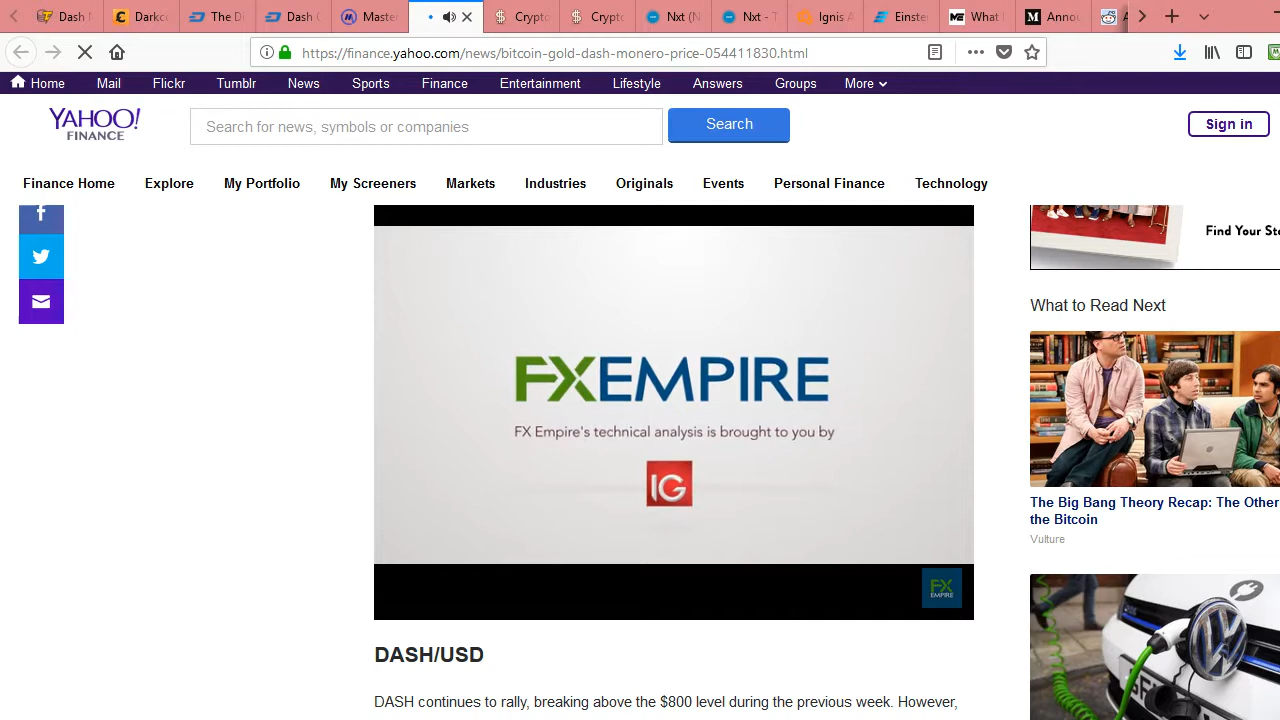 Dash
Darkc
The Di
Dash C
Master
Crypto
Crypto
Nxt (N
Nxt - T
Ignis A
Einste
What
Annou
https://finance.yahoo.com/news/bitcoin-gold-dash-monero-price-054411830.html
Home Mail Flickr Tumblr News Sports Finance Entertainment Lifestyle Answers Groups More
YAHOO!
FINANCE
Search for news, symbols or companies
Search
Sign in
Finance Home Explore My Portfolio My Screeners Markets Industries Originals Events Personal Finance Technology
Find Your Sto
What to Read Next
FXEMPIRE
FX Empire's technical analysis is brought to you by
IG
FX
EMPIRE
The Big Bang Theory Recap: The Other
the Bitcoin
Vulture
DASH/USD
DASH continues to rally, breaking above the $800 level during the previous week. However,